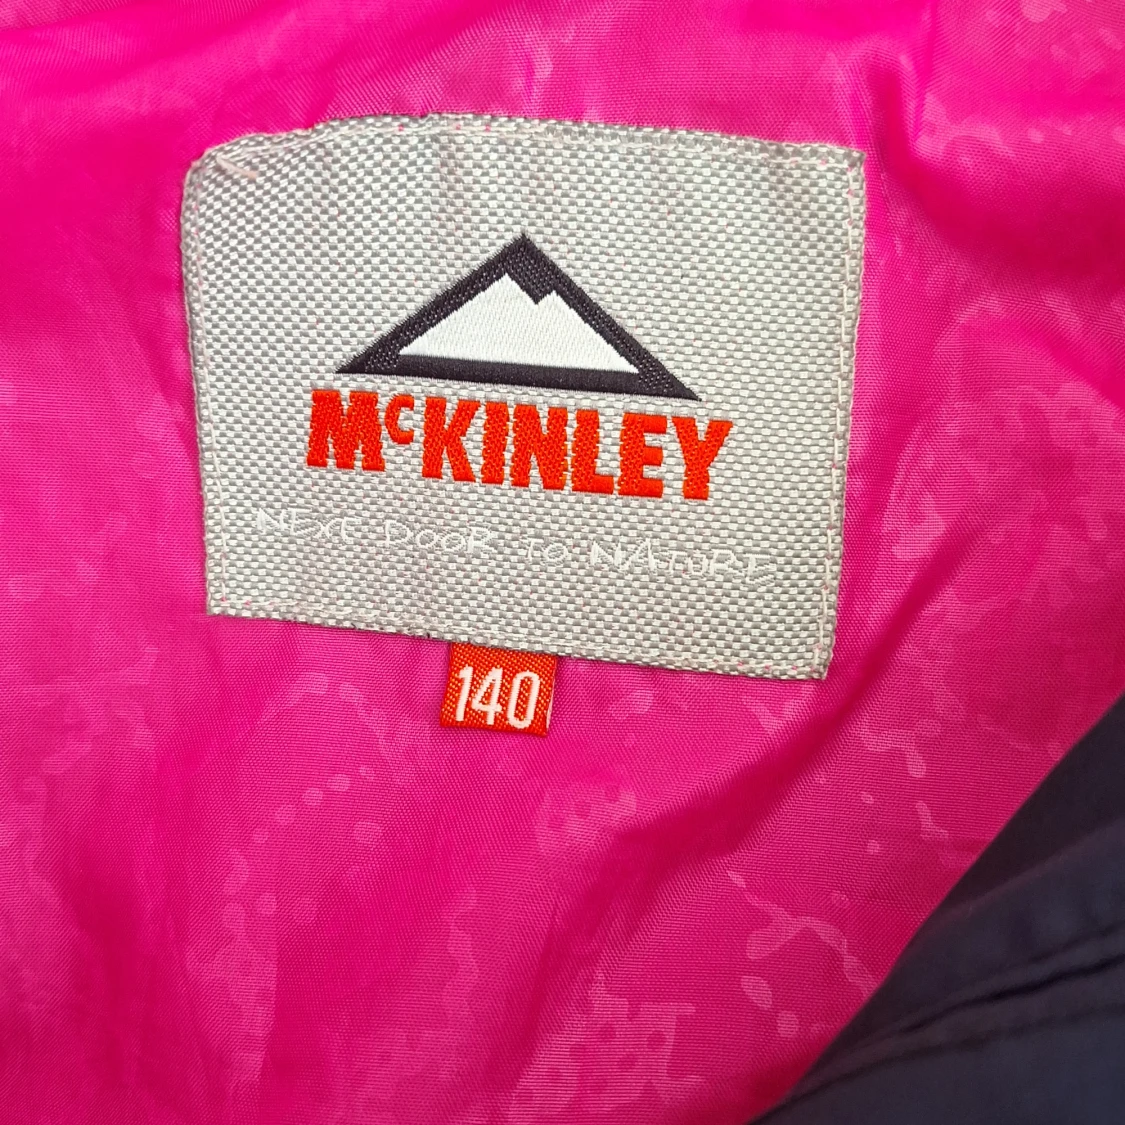 McKINLEY
NEXT DOOR TO NATURE
140